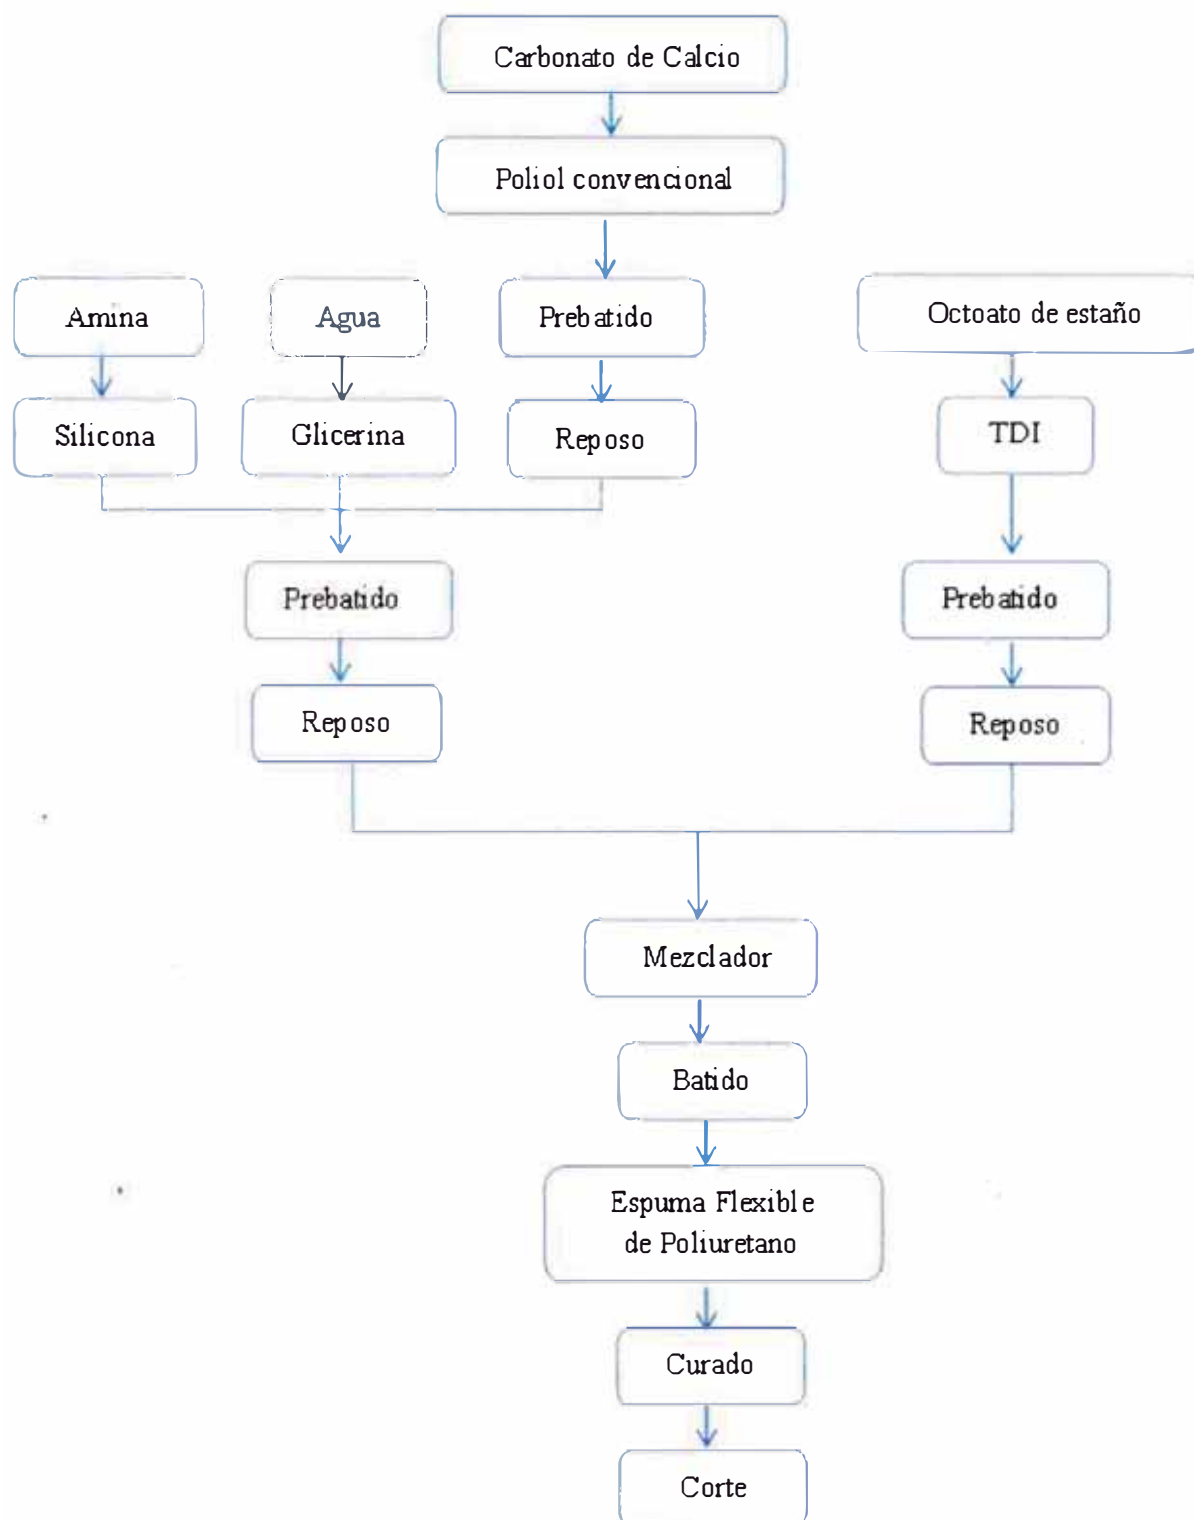 Carbonato de Calcio
Poliol convencional
Amina
Agua
Prebatido
Octoato de estaño
Silicona
Glicerina
Reposo
TDI
Prebatido
Prebatido
Reposo
Reposo
Mezclador
Batido
Espuma Flexible
de Poliuretano
Curado
Corte